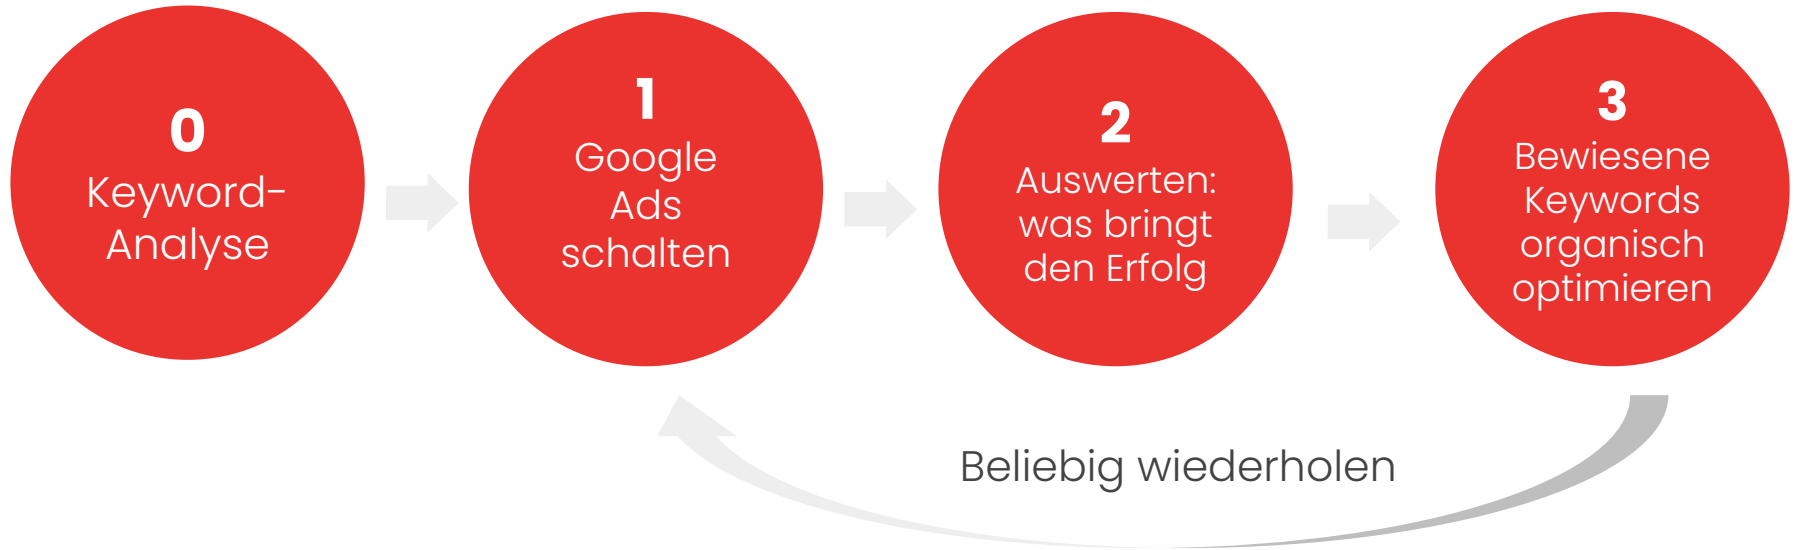 0
Keyword-
Analyse
1
Google
Ads
schalten
2
Auswerten:
was bringt
den Erfolg
3
Bewiesene
Keywords
organisch
optimieren
Beliebig wiederholen